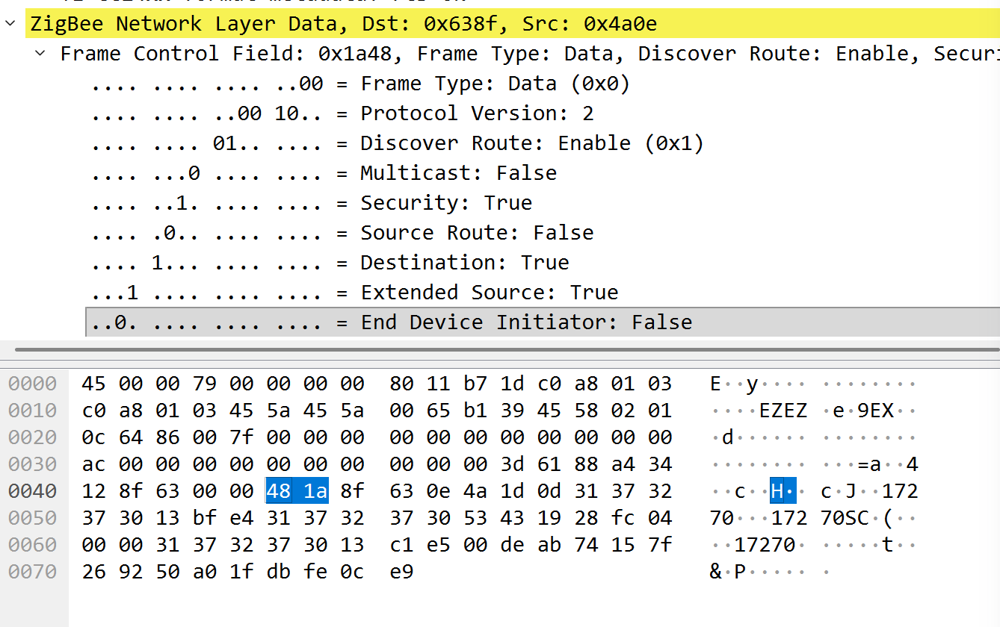 ZigBee Network Layer Data, Dst: 0x638f, Src: 0x4a0e
Frame Control Field: 0x1a48, Frame Type: Data, Discover Route: Enable, Securi
.... .... .... ..00 = Frame Type: Data (0x0)
.... .... ..00 10.. = Protocol Version: 2
.... .... 01.. .... = Discover Route: Enable (0x1)
.... ...0 .... .... = Multicast: False
.... ..1. .... .... = Security: True
.... .0.. .... .... = Source Route: False
.... 1... .... .... = Destination: True
...1 .... .... .... = Extended Source: True
..0. .... .... .... = End Device Initiator: False
0000 45 00 00 79 00 00 00 00 80 11 b7 1d c0 a8 01 03 E··y···· ········
0010 c0 a8 01 03 45 5a 45 5a 00 65 b1 39 45 58 02 01 ····EZEZ ·e·9EX··
0020 0c 64 86 00 7f 00 00 00 00 00 00 00 00 00 00 00 ·d······ ········
0030 ac 00 00 00 00 00 00 00 00 00 00 3d 61 88 a4 34 ········ ···=a··4
0040 12 8f 63 00 00 48 1a 8f 63 0e 4a 1d 0d 31 37 32 ··c··H·· c·J··172
0050 37 30 13 bf e4 31 37 32 37 30 53 43 19 28 fc 04 70···172 70SC·(··
0060 00 00 31 37 32 37 30 13 c1 e5 00 de ab 74 15 7f ··17270· ·····t··
0070 26 92 50 a0 1f db fe 0c e9 &·P····· ·